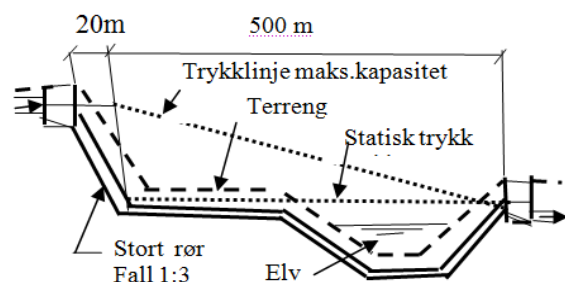 20m
500 m
Trykklinje maks.kapasitet
Terreng
Statisk trykk
Stort rør
Fall 1:3
Elv